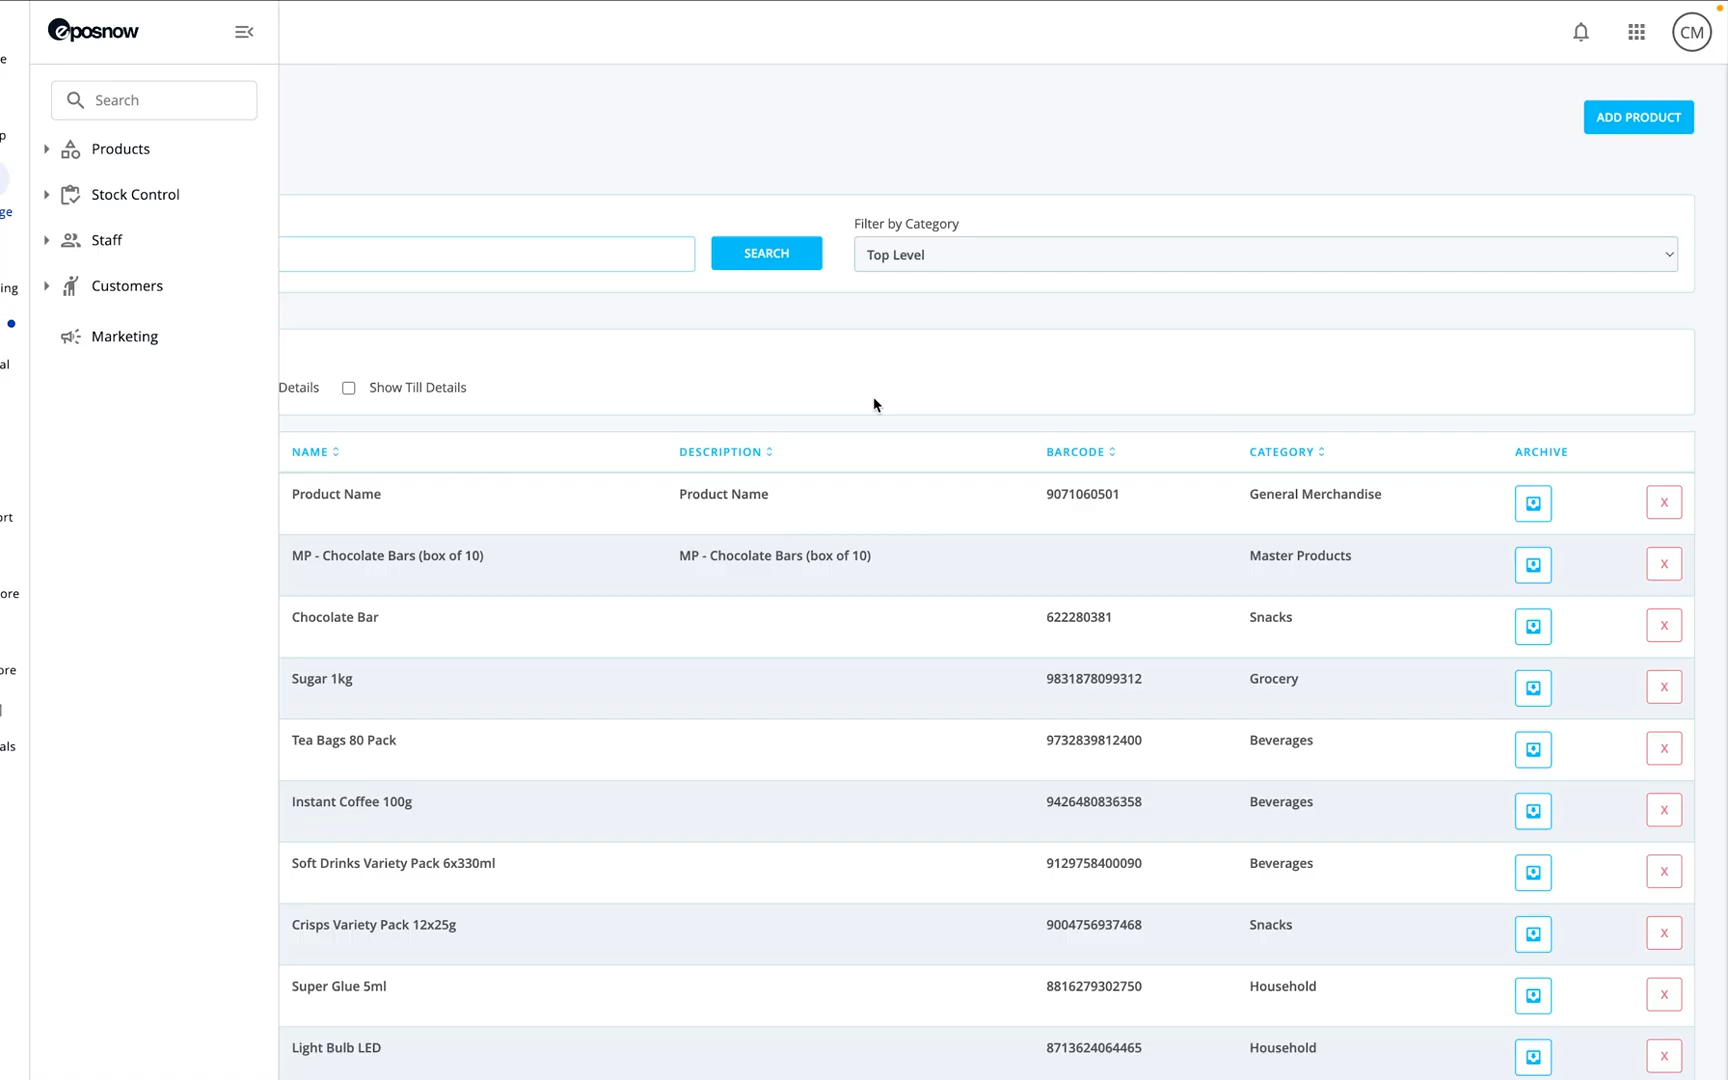 eposnow
CM
Search
Products
Stock Control
Staff
Customers
Marketing
ADD PRODUCT
Filter by Category
SEARCH
Top Level
Details
Show Till Details
NAME DESCRIPTION BARCODE CATEGORY ARCHIVE
Product Name Product Name 9071060501 General Merchandise X
MP - Chocolate Bars (box of 10) MP - Chocolate Bars (box of 10) Master Products X
Chocolate Bar 622280381 Snacks X
Sugar 1kg 9831878099312 Grocery X
Tea Bags 80 Pack 9732839812400 Beverages X
Instant Coffee 100g 9426480836358 Beverages X
Soft Drinks Variety Pack 6x330ml 9129758400090 Beverages X
Crisps Variety Pack 12x25g 9004756937468 Snacks X
Super Glue 5ml 8816279302750 Household X
Light Bulb LED 8713624064465 Household X